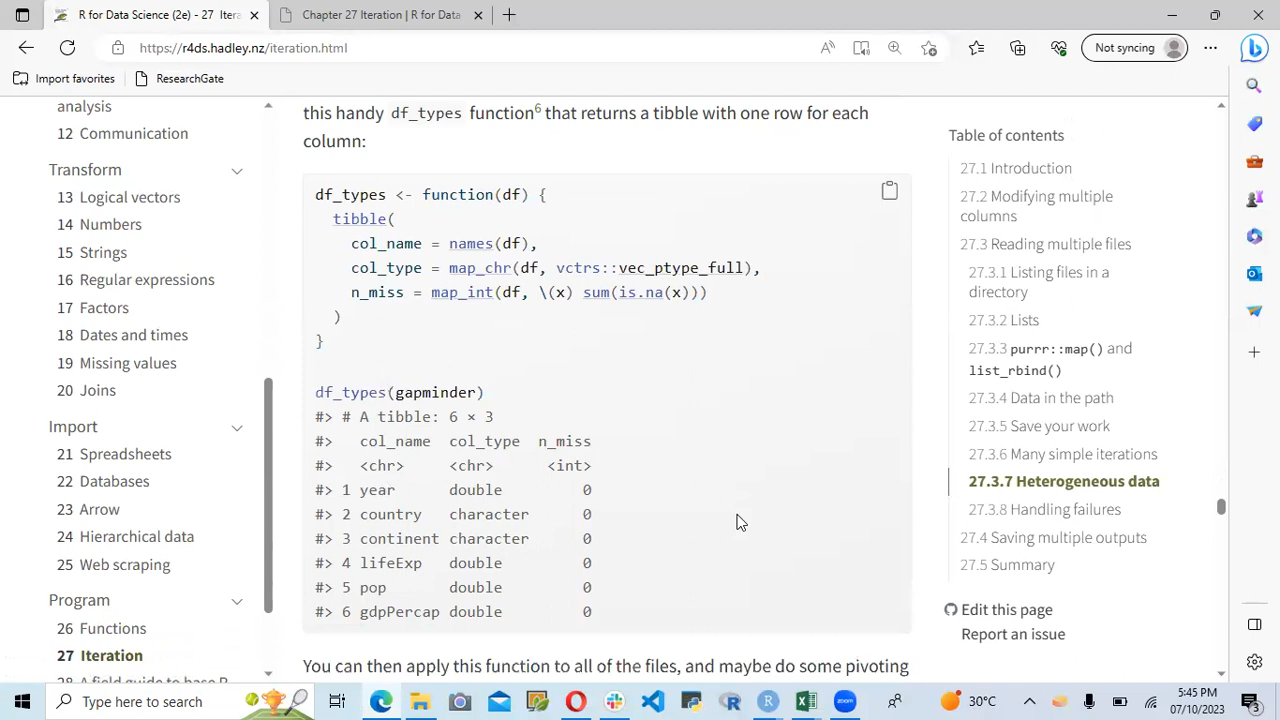 R for Data Science (2e) - 27 Itera
Chapter 27 Iteration | R for Data
https://r4ds.hadley.nz/iteration.html
Not syncing
Import favorites
ResearchGate
analysis
12 Communication
Transform
13 Logical vectors
14 Numbers
15 Strings
16 Regular expressions
17 Factors
18 Dates and times
19 Missing values
20 Joins
Import
21 Spreadsheets
22 Databases
23 Arrow
24 Hierarchical data
25 Web scraping
Program
26 Functions
27 Iteration
28 A field guide to base R
this handy df_types function6 that returns a tibble with one row for each
column:
df_types <- function(df) {
tibble(
col_name = names(df),
col_type = map_chr(df, vctrs::vec_ptype_full),
n_miss = map_int(df, \(x) sum(is.na(x)))
)
}
df_types(gapminder)
#> # A tibble: 6 × 3
#> col_name col_type n_miss
#> <chr> <chr> <int>
#> 1 year double 0
#> 2 country character 0
#> 3 continent character 0
#> 4 lifeExp double 0
#> 5 pop double 0
#> 6 gdpPercap double 0
You can then apply this function to all of the files, and maybe do some pivoting
Table of contents
27.1 Introduction
27.2 Modifying multiple
columns
27.3 Reading multiple files
27.3.1 Listing files in a
directory
27.3.2 Lists
27.3.3 purrr::map() and
list_rbind()
27.3.4 Data in the path
27.3.5 Save your work
27.3.6 Many simple iterations
27.3.7 Heterogeneous data
27.3.8 Handling failures
27.4 Saving multiple outputs
27.5 Summary
Edit this page
Report an issue
Type here to search
30°C
5:45 PM
07/10/2023
3